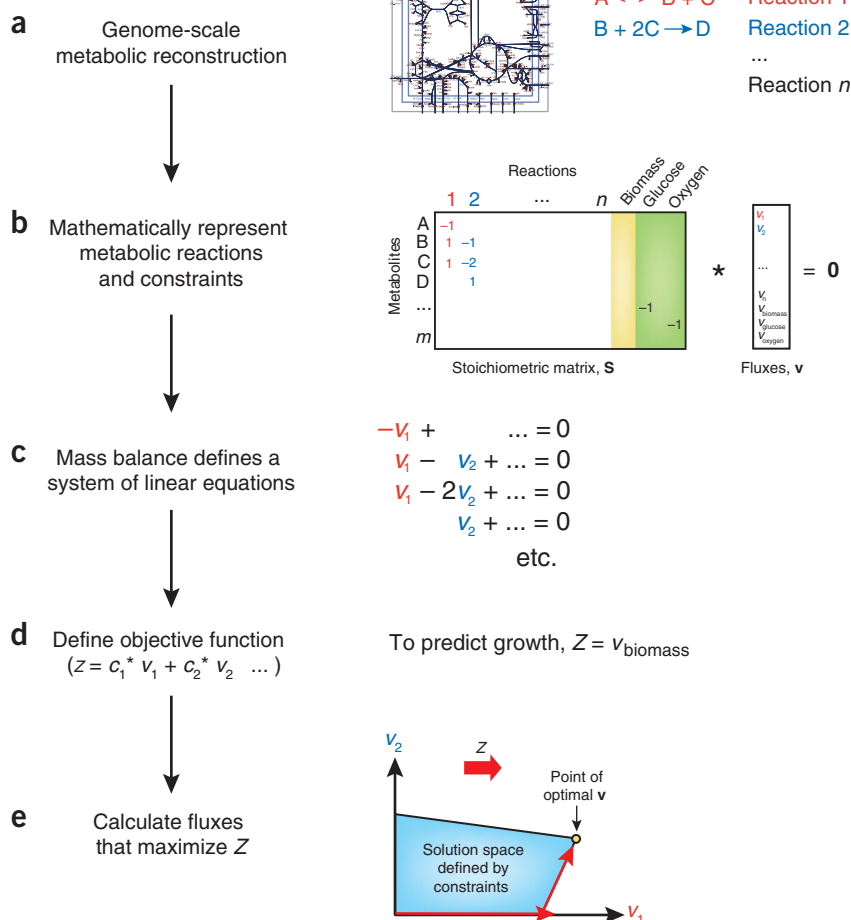 a
Genome-scale
metabolic reconstruction
Reaction 1
B + 2C → D
Reaction 2
...
Reaction n
b
Mathematically represent
metabolic reactions
and constraints
Reactions
1 2 ... n Biomass Glucose Oxygen
Metabolites
A −1
B 1 −1
C 1 −2
D 1
... −1
−1
m
Stoichiometric matrix, S
*
v1
v2
...
vn
vbiomass
vglucose
voxygen
= 0
Fluxes, v
c
Mass balance defines a
system of linear equations
−v1 + ... = 0
v1 − v2 + ... = 0
v1 − 2v2 + ... = 0
v2 + ... = 0
etc.
d
Define objective function
(z = c1* v1 + c2* v2 ... )
To predict growth, Z = vbiomass
e
Calculate fluxes
that maximize Z
v2
Z
Point of
optimal v
Solution space
defined by
constraints
v1